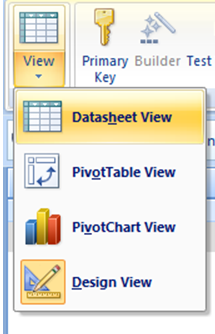 View
Primary Key
Builder
Test
Datasheet View
PivotTable View
PivotChart View
Design View